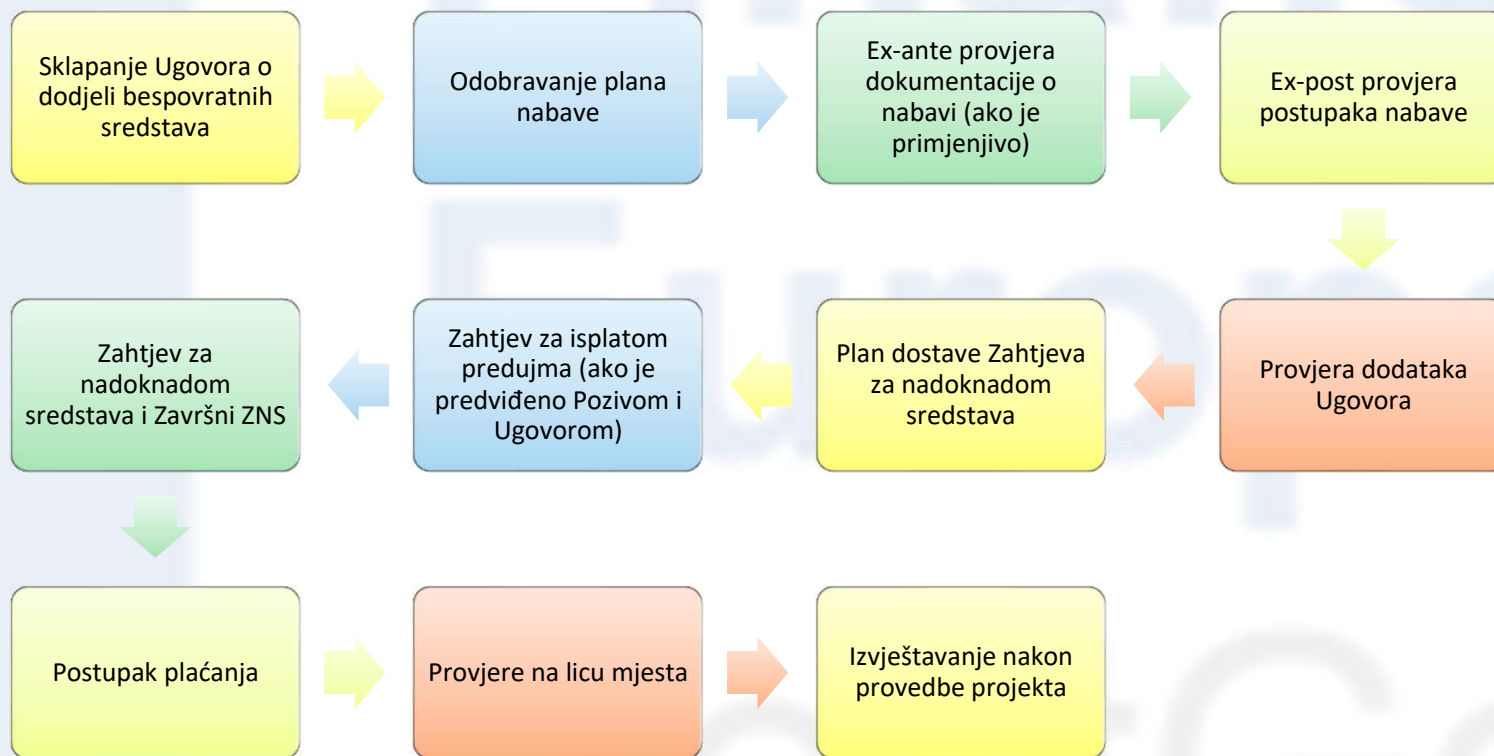 Sklapanje Ugovora o
dodjeli bespovratnih
sredstava
Odobravanje plana
nabave
Ex-ante provjera
dokumentacije o
nabavi (ako je
primjenjivo)
Ex-post provjera
postupaka nabave
Provjera dodataka
Ugovora
Plan dostave Zahtjeva
za nadoknadom
sredstava
Zahtjev za isplatom
predujma (ako je
predviđeno Pozivom i
Ugovorom)
Zahtjev za
nadoknadom
sredstava i Završni ZNS
Postupak plaćanja
Provjere na licu mjesta
Izvještavanje nakon
provedbe projekta